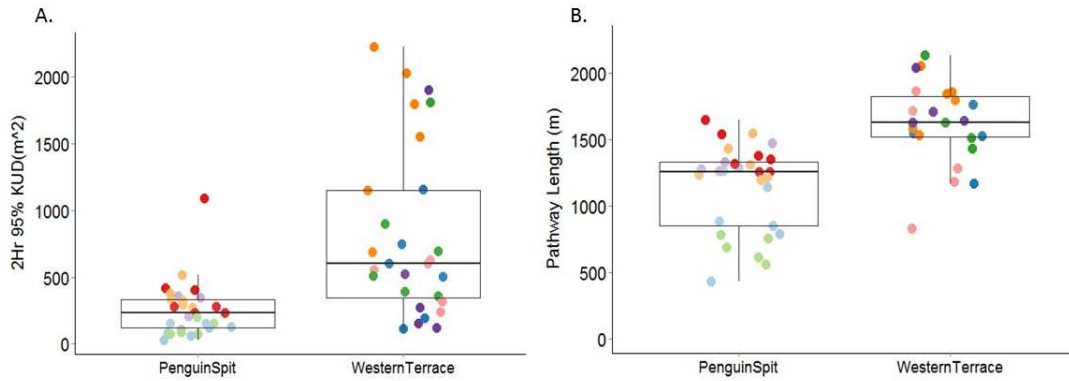 A.
2Hr 95% KUD(m^2)
2000
1500
1000
500
0
PenguinSpit WesternTerrace
B.
Pathway Length (m)
2000
1500
1000
500
0
PenguinSpit WesternTerrace